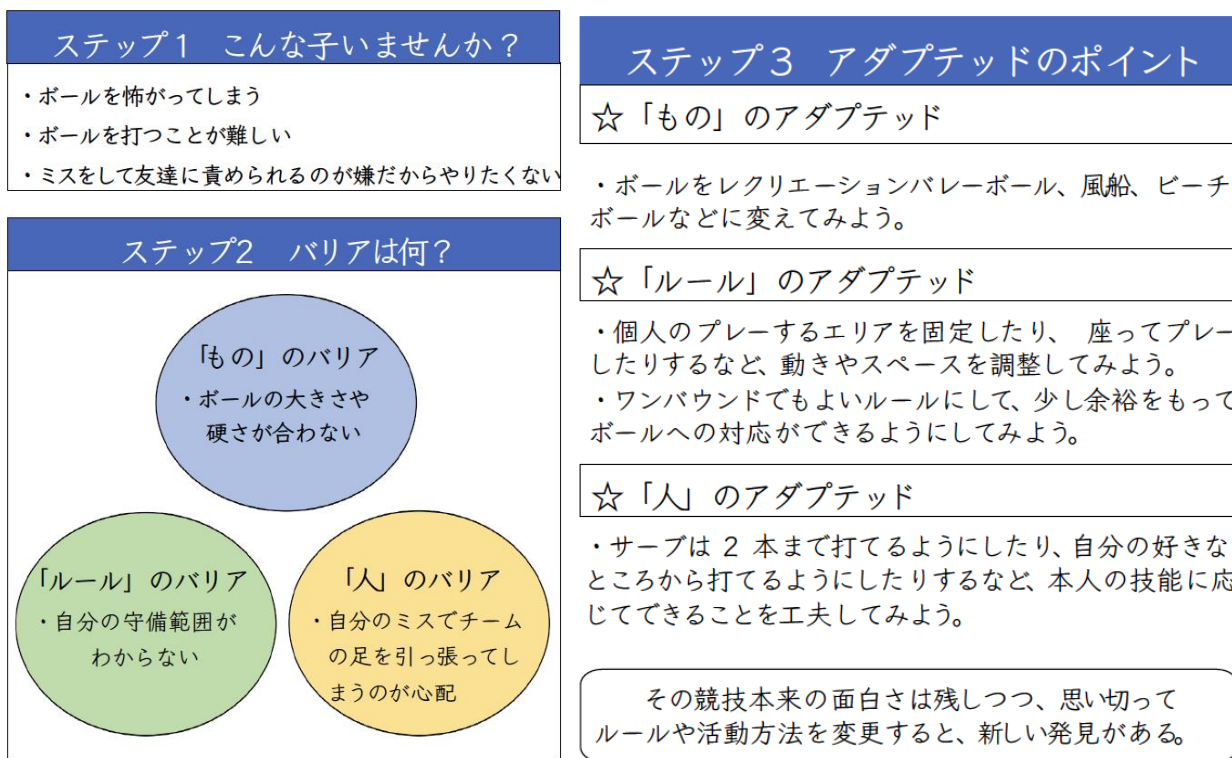 ステップ1　こんな子いませんか？
・ボールを怖がってしまう
・ボールを打つことが難しい
・ミスをして友達に責められるのが嫌だからやりたくない
ステップ2　バリアは何？
「もの」のバリア
・ボールの大きさや
硬さが合わない
「ルール」のバリア
・自分の守備範囲が
わからない
「人」のバリア
・自分のミスでチーム
の足を引っ張ってし
まうのが心配
ステップ3　アダプテッドのポイント
☆「もの」のアダプテッド
・ボールをレクリエーションバレーボール、風船、ビーチ
ボールなどに変えてみよう。
☆「ルール」のアダプテッド
・個人のプレーするエリアを固定したり、 座ってプレー
したりするなど、動きやスペースを調整してみよう。
・ワンバウンドでもよいルールにして、少し余裕をもって
ボールへの対応ができるようにしてみよう。
☆「人」のアダプテッド
・サーブは 2 本まで打てるようにしたり、自分の好きな
ところから打てるようにしたりするなど、本人の技能に応
じてできることを工夫してみよう。
その競技本来の面白さは残しつつ、思い切って
ルールや活動方法を変更すると、新しい発見がある。